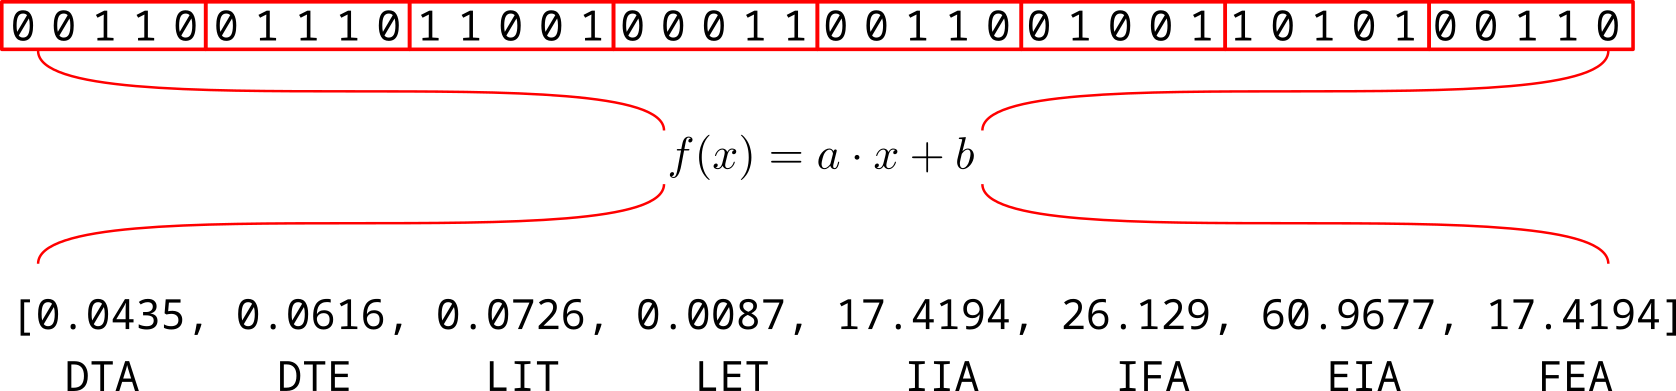 0 0 1 1 0 0 1 1 1 0 1 1 0 0 1 0 0 0 1 1 0 0 1 1 0 0 1 0 0 1 1 0 1 0 1 0 0 1 1 0
f(x) = a · x + b
[0.0435, 0.0616, 0.0726, 0.0087, 17.4194, 26.129, 60.9677, 17.4194]
DTA DTE LIT LET IIA IFA EIA FEA